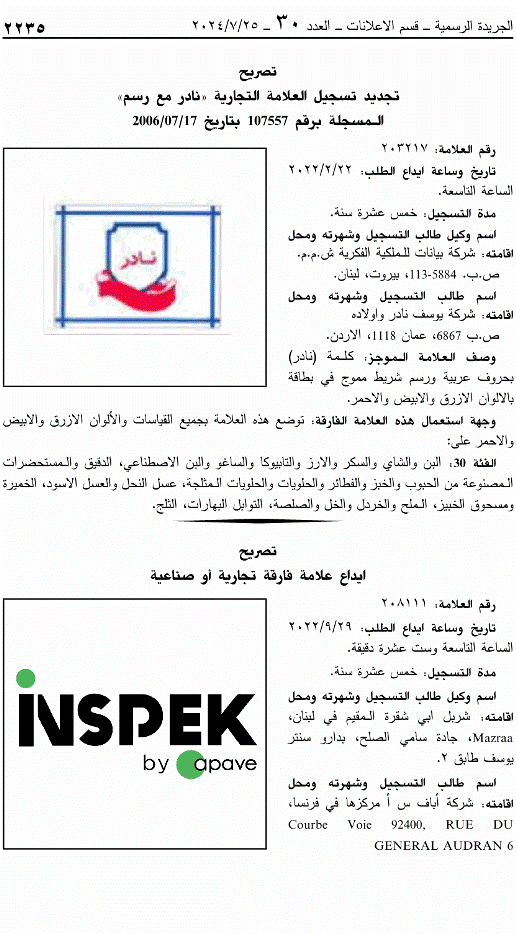 الجريدة الرسمية ــ قسم الاعلانات ــ العدد ٣٠ ــ ٢٠٢٤/٧/٢٥
٢٢٣٥
تصريح
تجديد تسجيل العلامة التجارية «نادر مع رسم»
المسجلة برقم 107557 بتاريخ 2006/07/17
رقم العلامة: ٢٠٣٢١٧
تاريخ وساعة ايداع الطلب: ٢٠٢٢/٢/٢٢
الساعة التاسعة.
مدة التسجيل: خمس عشرة سنة.
اسم وكيل طالب التسجيل وشهرته ومحل
اقامته: شركة بيانات للملكية الفكرية ش.م.م.
ص.ب. 5884-113، بيروت، لبنان.
اسم طالب التسجيل وشهرته ومحل
اقامته: شركة يوسف نادر واولاده
ص.ب 6867، عمان 1118، الاردن.
وصف العلامة الموجز: كلمة (نادر)
بحروف عربية ورسم شريط مموج في بطاقة
بالالوان الازرق والابيض والاحمر.
نادر
وجهة استعمال هذه العلامة الفارقة: توضع هذه العلامة بجميع القياسات والألوان الازرق والابيض
والاحمر على:
الفئة 30: البن والشاي والسكر والارز والتابيوكا والساغو والبن الاصطناعي، الدقيق والمستحضرات
المصنوعة من الحبوب والخبز والفطائر والحلويات والحلويات المثلجة، عسل النحل والعسل الاسود، الخميرة
ومسحوق الخبيز، الملح والخردل والخل والصلصة، التوابل البهارات، الثلج.
تصريح
ايداع علامة فارقة تجارية أو صناعية
رقم العلامة: ٢٠٨١١١
تاريخ وساعة ايداع الطلب: ٢٠٢٢/٩/٢٩
الساعة التاسعة وست عشرة دقيقة.
مدة التسجيل: خمس عشرة سنة.
اسم وكيل طالب التسجيل وشهرته ومحل
اقامته: شربل ابي شقرة المقيم في لبنان،
Mazraa، جادة سامي الصلح، بدارو سنتر
يوسف طابق ٢.
اسم طالب التسجيل وشهرته ومحل
اقامته: شركة أباف س أ مركزها في فرنسا،
Courbe Voie 92400, RUE DU
GENERAL AUDRAN 6
INSPEK
by apave